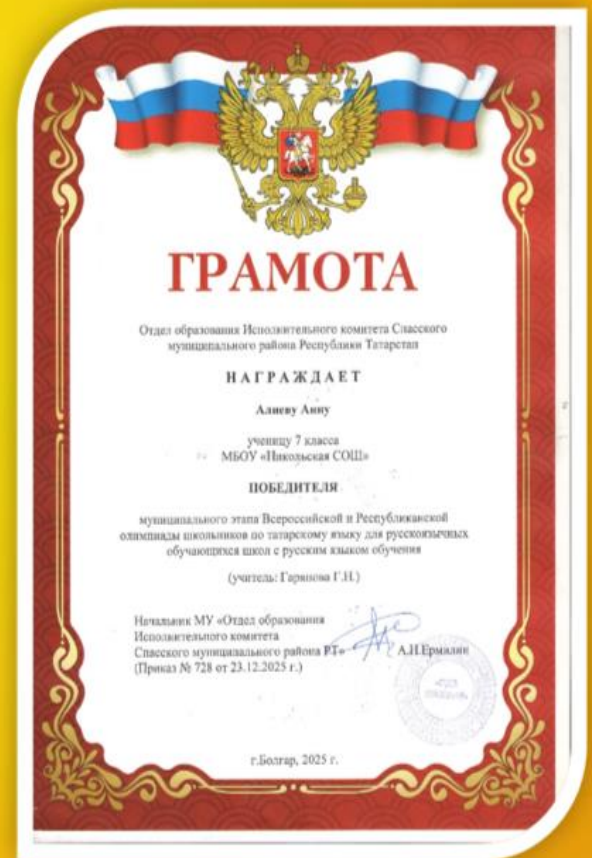 ГРАМОТА
Отдел образования Исполнительного комитета Спасского
муниципального района Республики Татарстан
НАГРАЖДАЕТ
Алиеву Анну
ученицу 7 класса
МБОУ «Никольская СОШ»
ПОБЕДИТЕЛЯ
муниципального этапа Всероссийской и Республиканской
олимпиады школьников по татарскому языку для русскоязычных
обучающихся школ с русским языком обучения
(учитель: Гарипова Г.Н.)
Начальник МУ «Отдел образования
Исполнительного комитета
Спасского муниципального района РТ» А.И.Ермилин
(Приказ № 728 от 23.12.2025 г.)
г.Болгар, 2025 г.